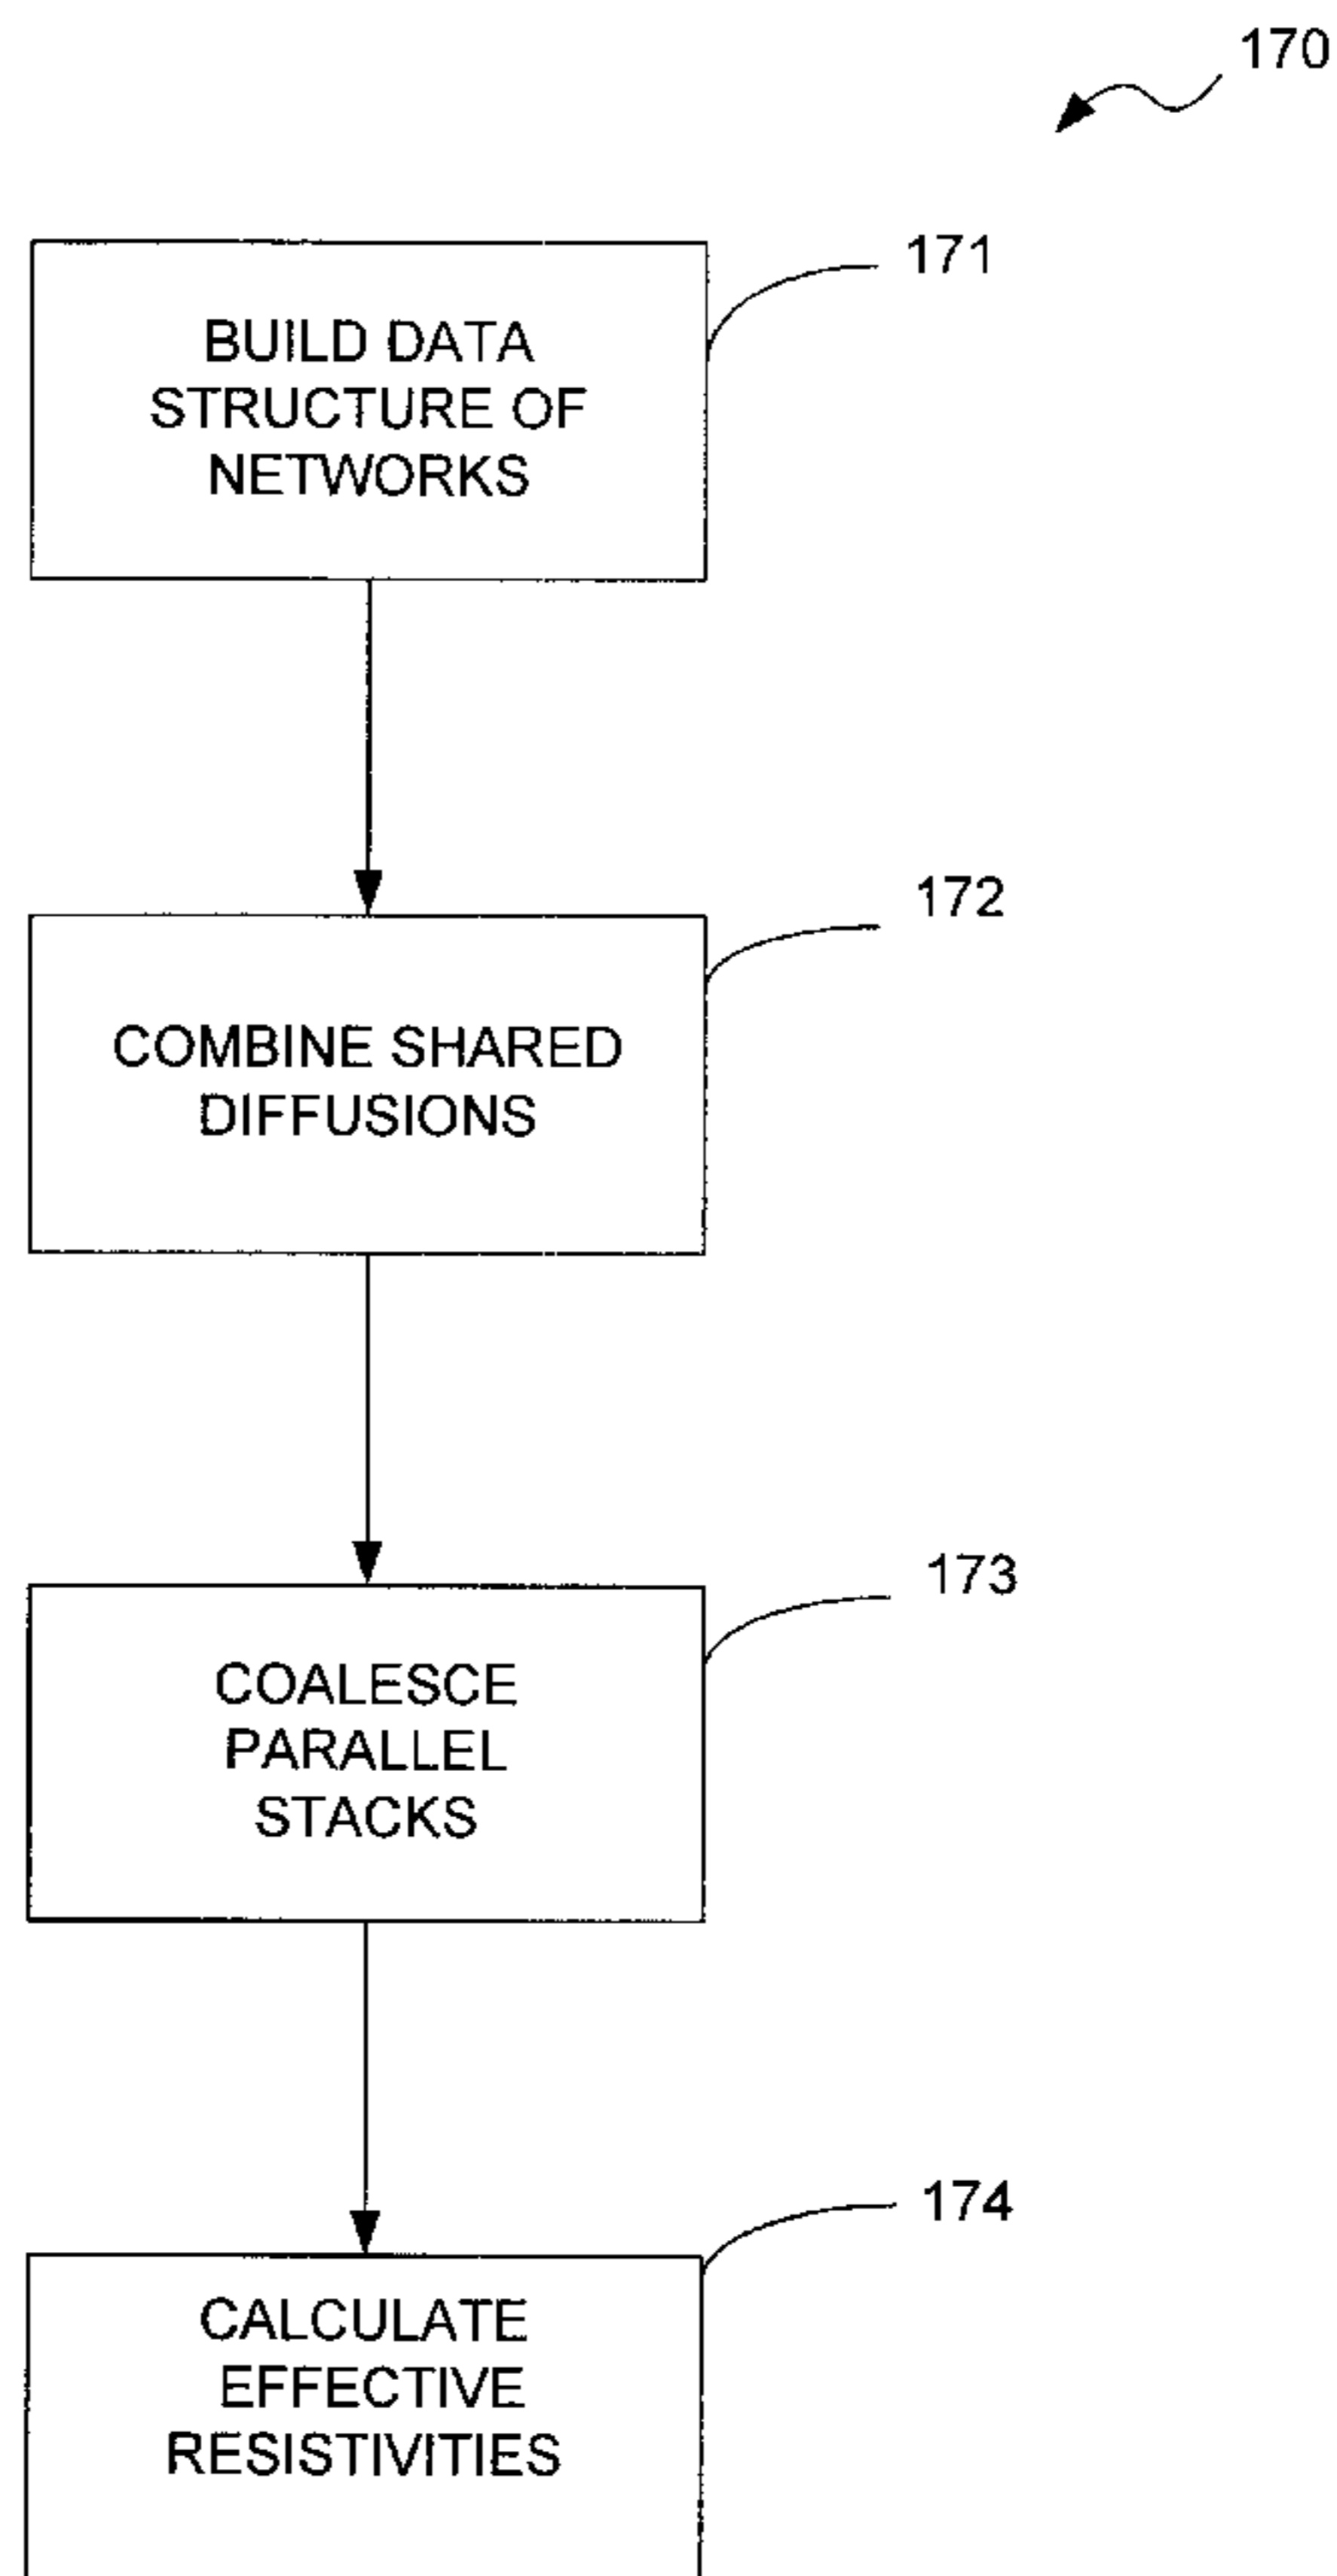 170
171
BUILD DATA
STRUCTURE OF
NETWORKS
172
COMBINE SHARED
DIFFUSIONS
173
COALESCE
PARALLEL
STACKS
174
CALCULATE
EFFECTIVE
RESISTIVITIES